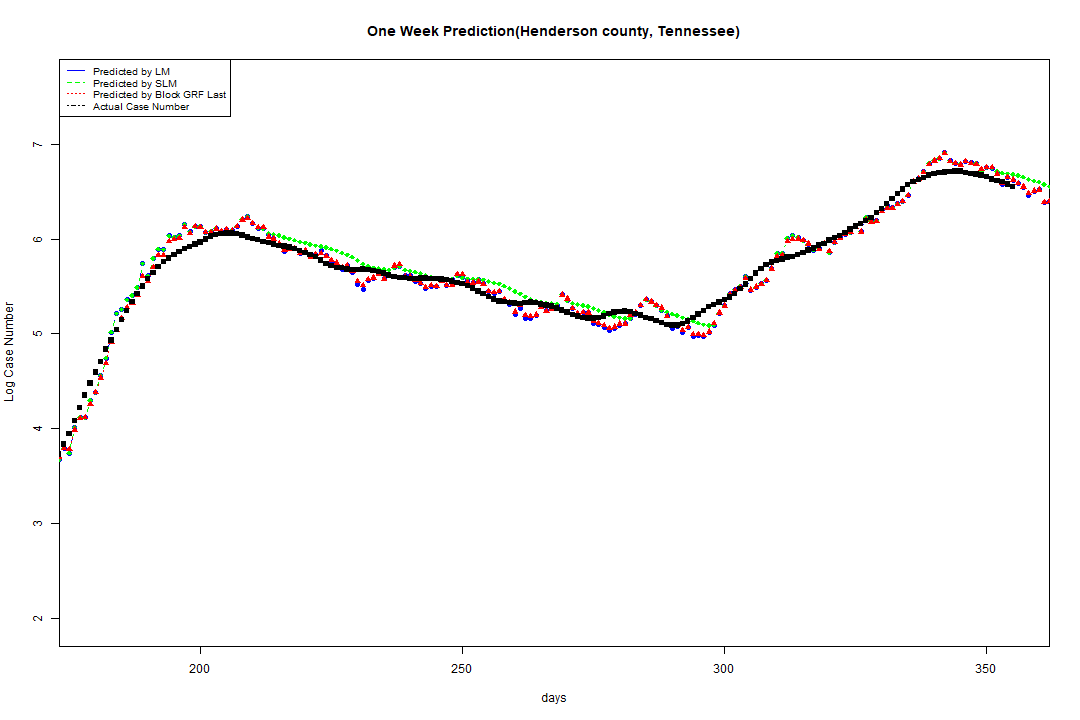 One Week Prediction(Henderson county, Tennessee)
Predicted by LM
Predicted by SLM
Predicted by Block GRF Last
Actual Case Number
7
6
5
4
3
2
Log Case Number
200 250 300 350
days